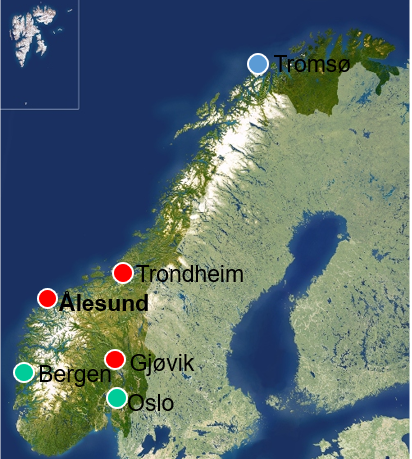 Tromsø
Trondheim
Ålesund
Gjøvik
Bergen
Oslo